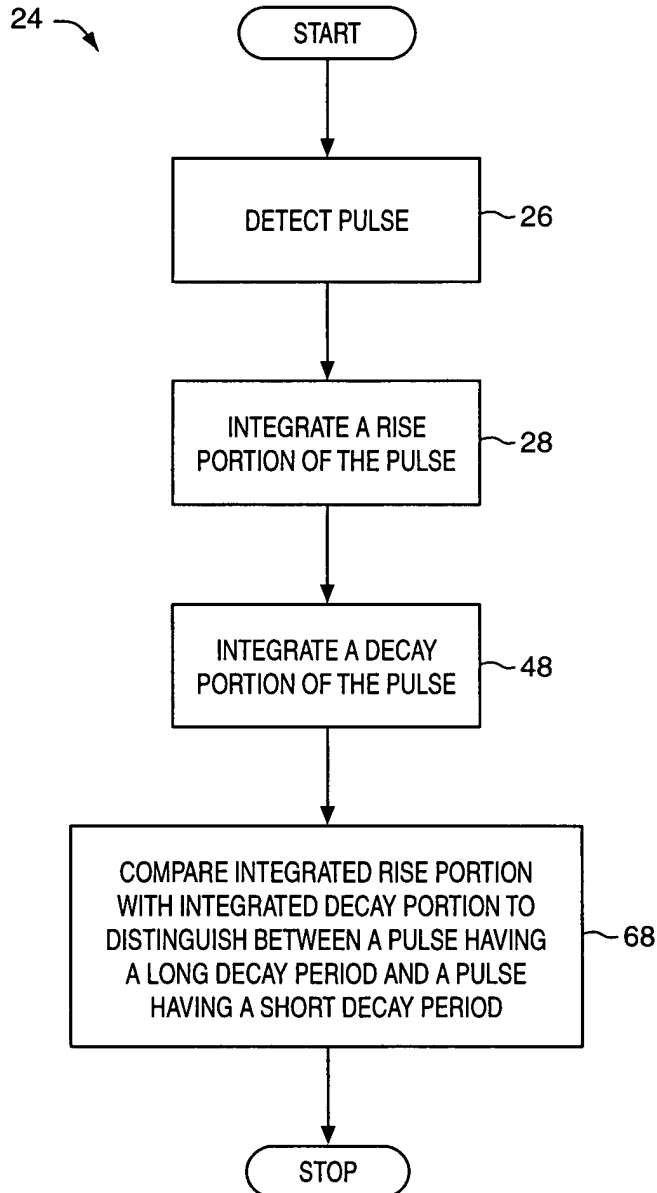 24
START
DETECT PULSE
26
INTEGRATE A RISE
PORTION OF THE PULSE
28
INTEGRATE A DECAY
PORTION OF THE PULSE
48
COMPARE INTEGRATED RISE PORTION
WITH INTEGRATED DECAY PORTION TO
DISTINGUISH BETWEEN A PULSE HAVING
A LONG DECAY PERIOD AND A PULSE
HAVING A SHORT DECAY PERIOD
68
STOP